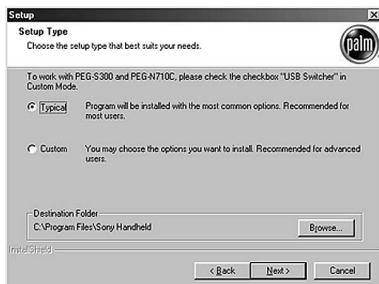 Setup
Setup Type
Choose the setup type that best suits your needs.
palm
To work with PEG-S300 and PEG-N710C, please check the checkbox "USB Switcher" in
Custom Mode.
Typical Program will be installed with the most common options. Recommended for
most users.
Custom You may choose the options you want to install. Recommended for advanced
users.
Destination Folder
C:\Program Files\Sony Handheld
Browse...
InstallShield
< Back Next > Cancel